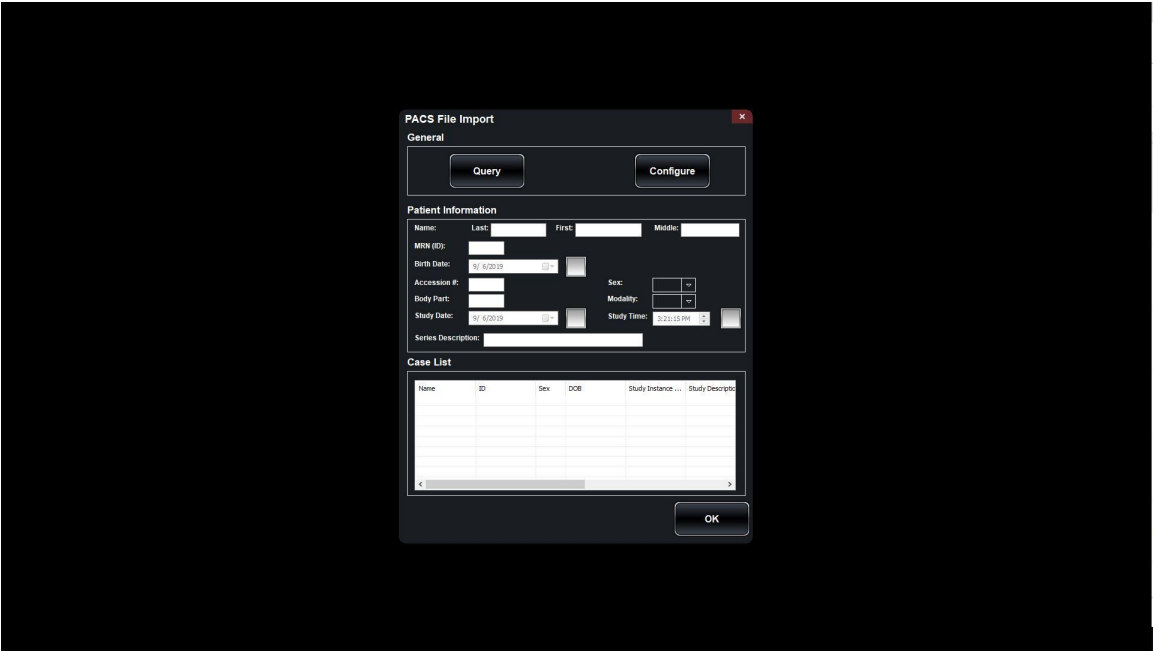 PACS File Import
General
Query Configure
Patient Information
Name: Last: First: Middle:
MRN (ID):
Birth Date: 9/ 6/2019
Accession #: Sex:
Body Part: Modality:
Study Date: 9/ 6/2019 Study Time: 3:21:15 PM
Series Description:
Case List
Name ID Sex DOB Study Instance ... Study Descriptic
OK